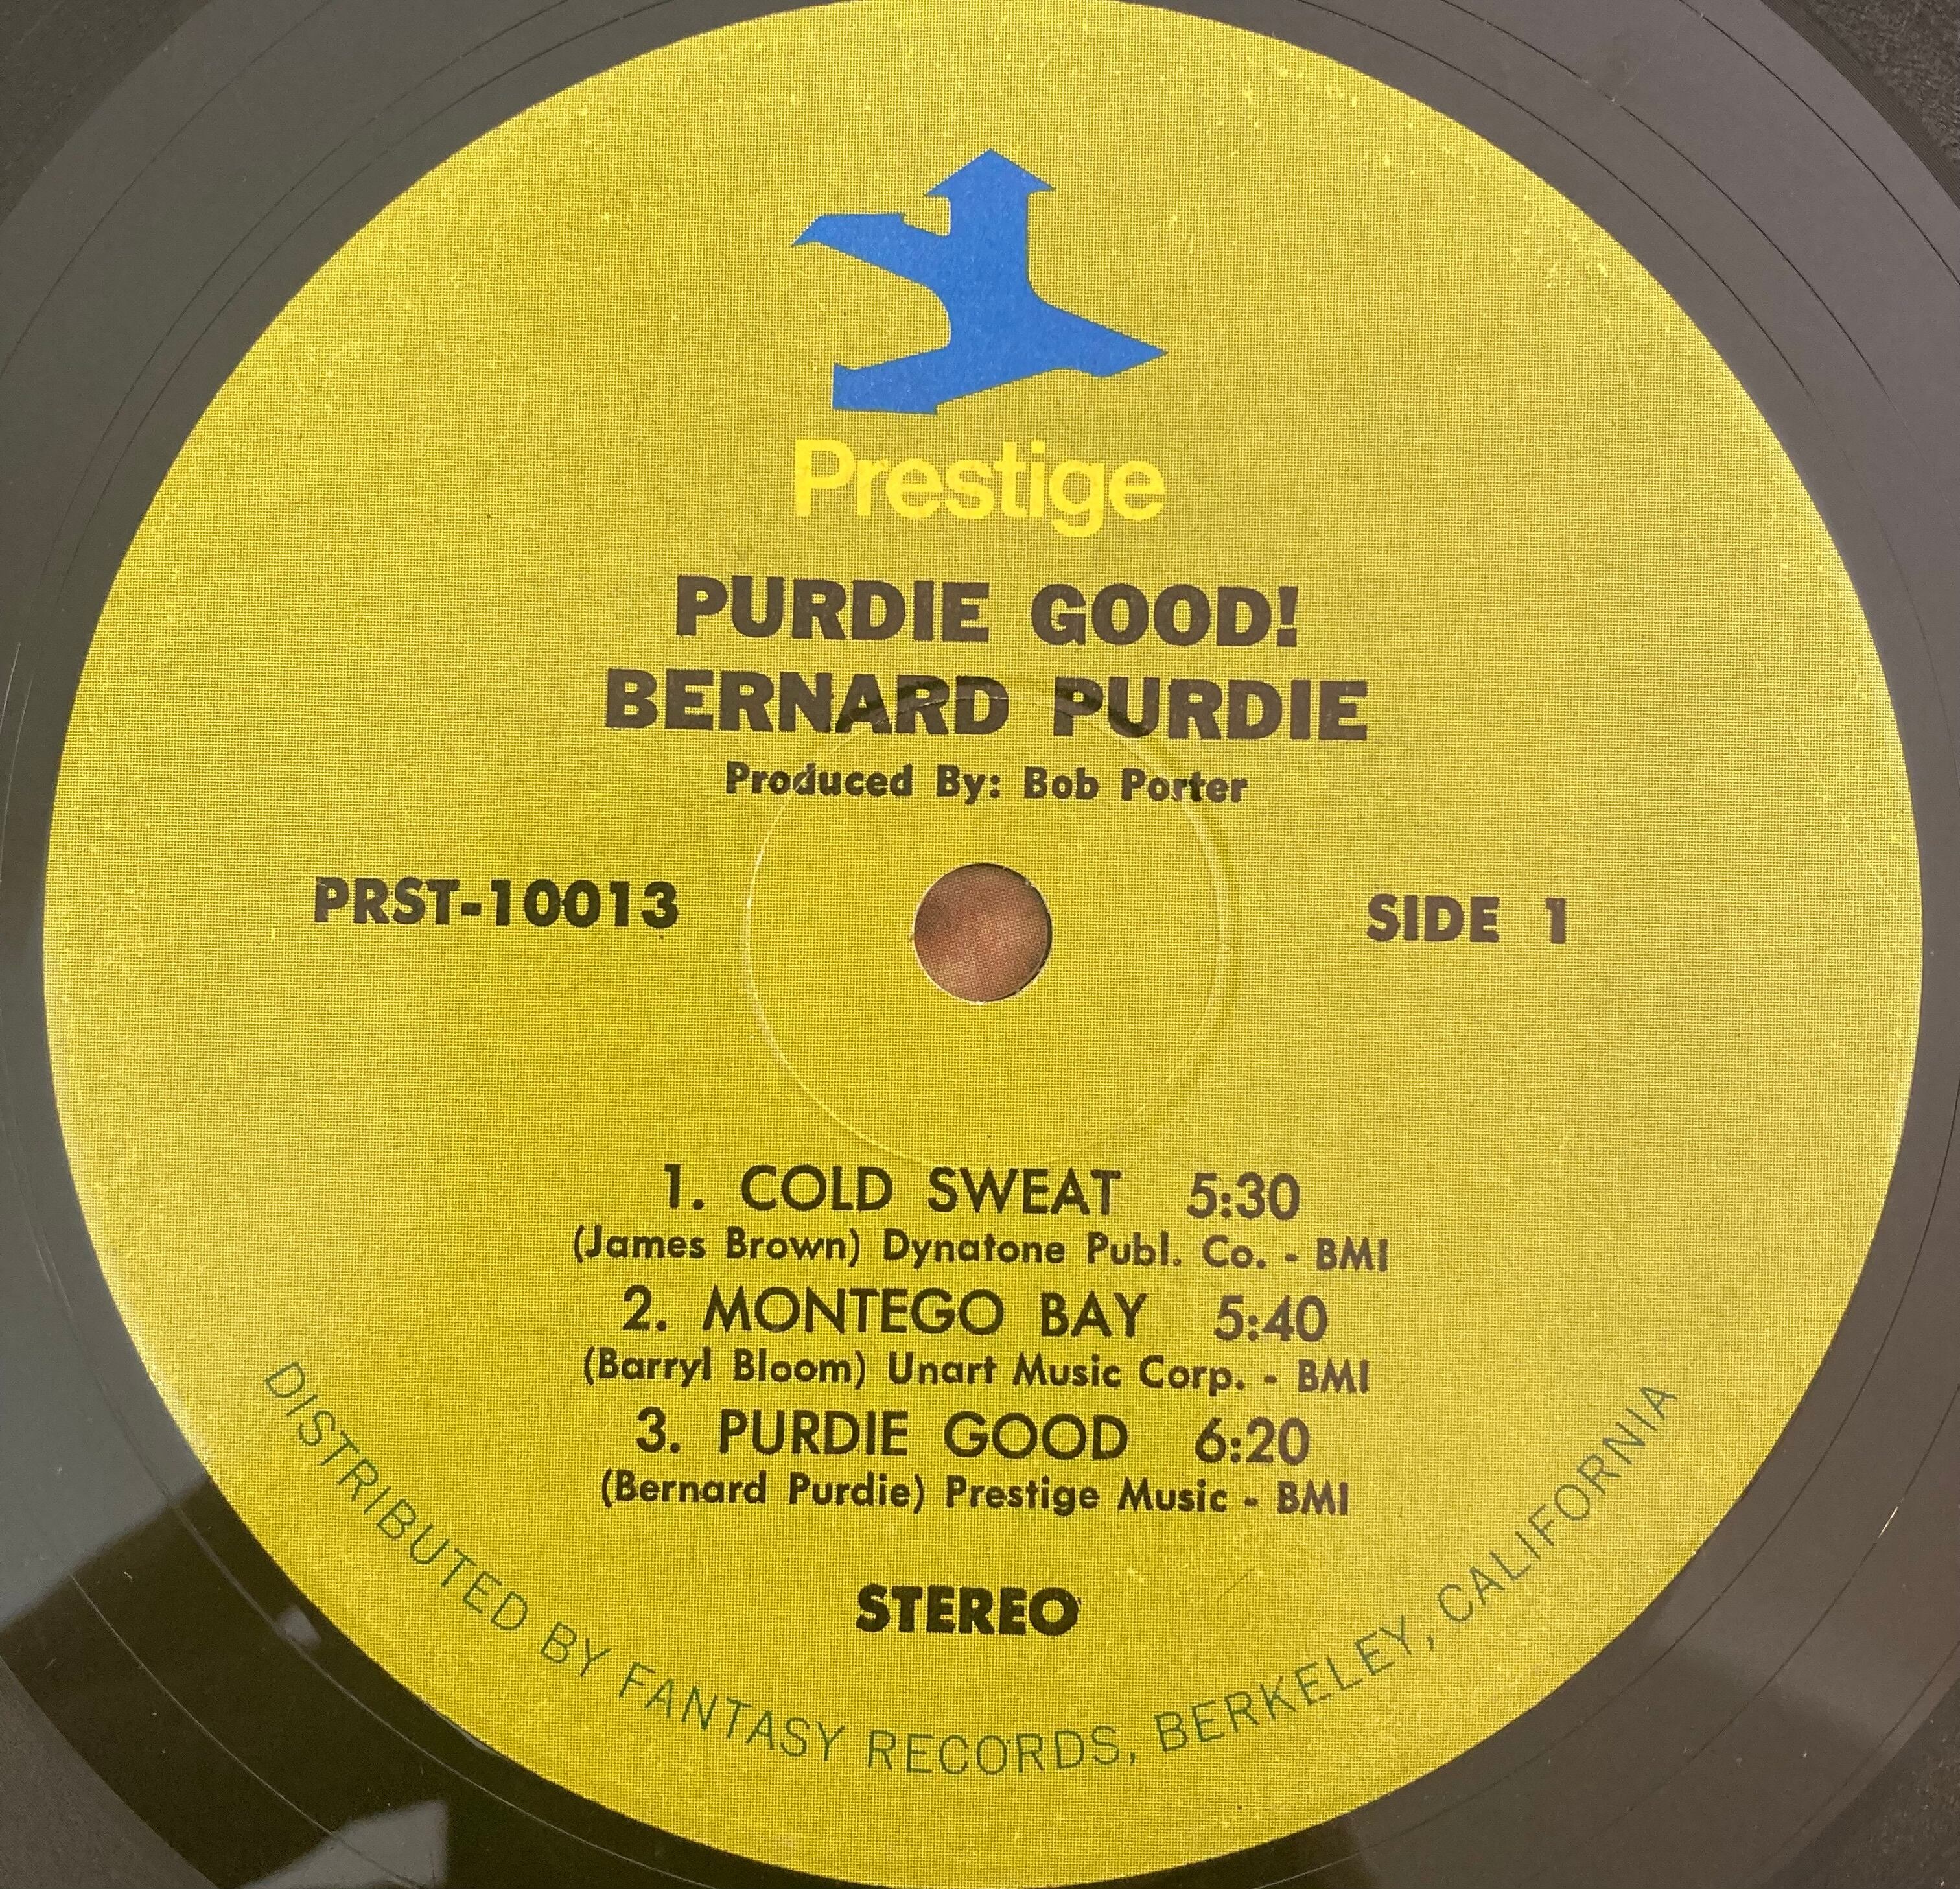 Prestige
PURDIE GOOD!
BERNARD PURDIE
Produced By: Bob Porter
PRST-10013
SIDE 1
1. COLD SWEAT 5:30
(James Brown) Dynatone Publ. Co. - BMI
2. MONTEGO BAY 5:40
(Barryl Bloom) Unart Music Corp. - BMI
3. PURDIE GOOD 6:20
(Bernard Purdie) Prestige Music - BMI
STEREO
DISTRIBUTED BY FANTASY RECORDS, BERKELEY, CALIFORNIA